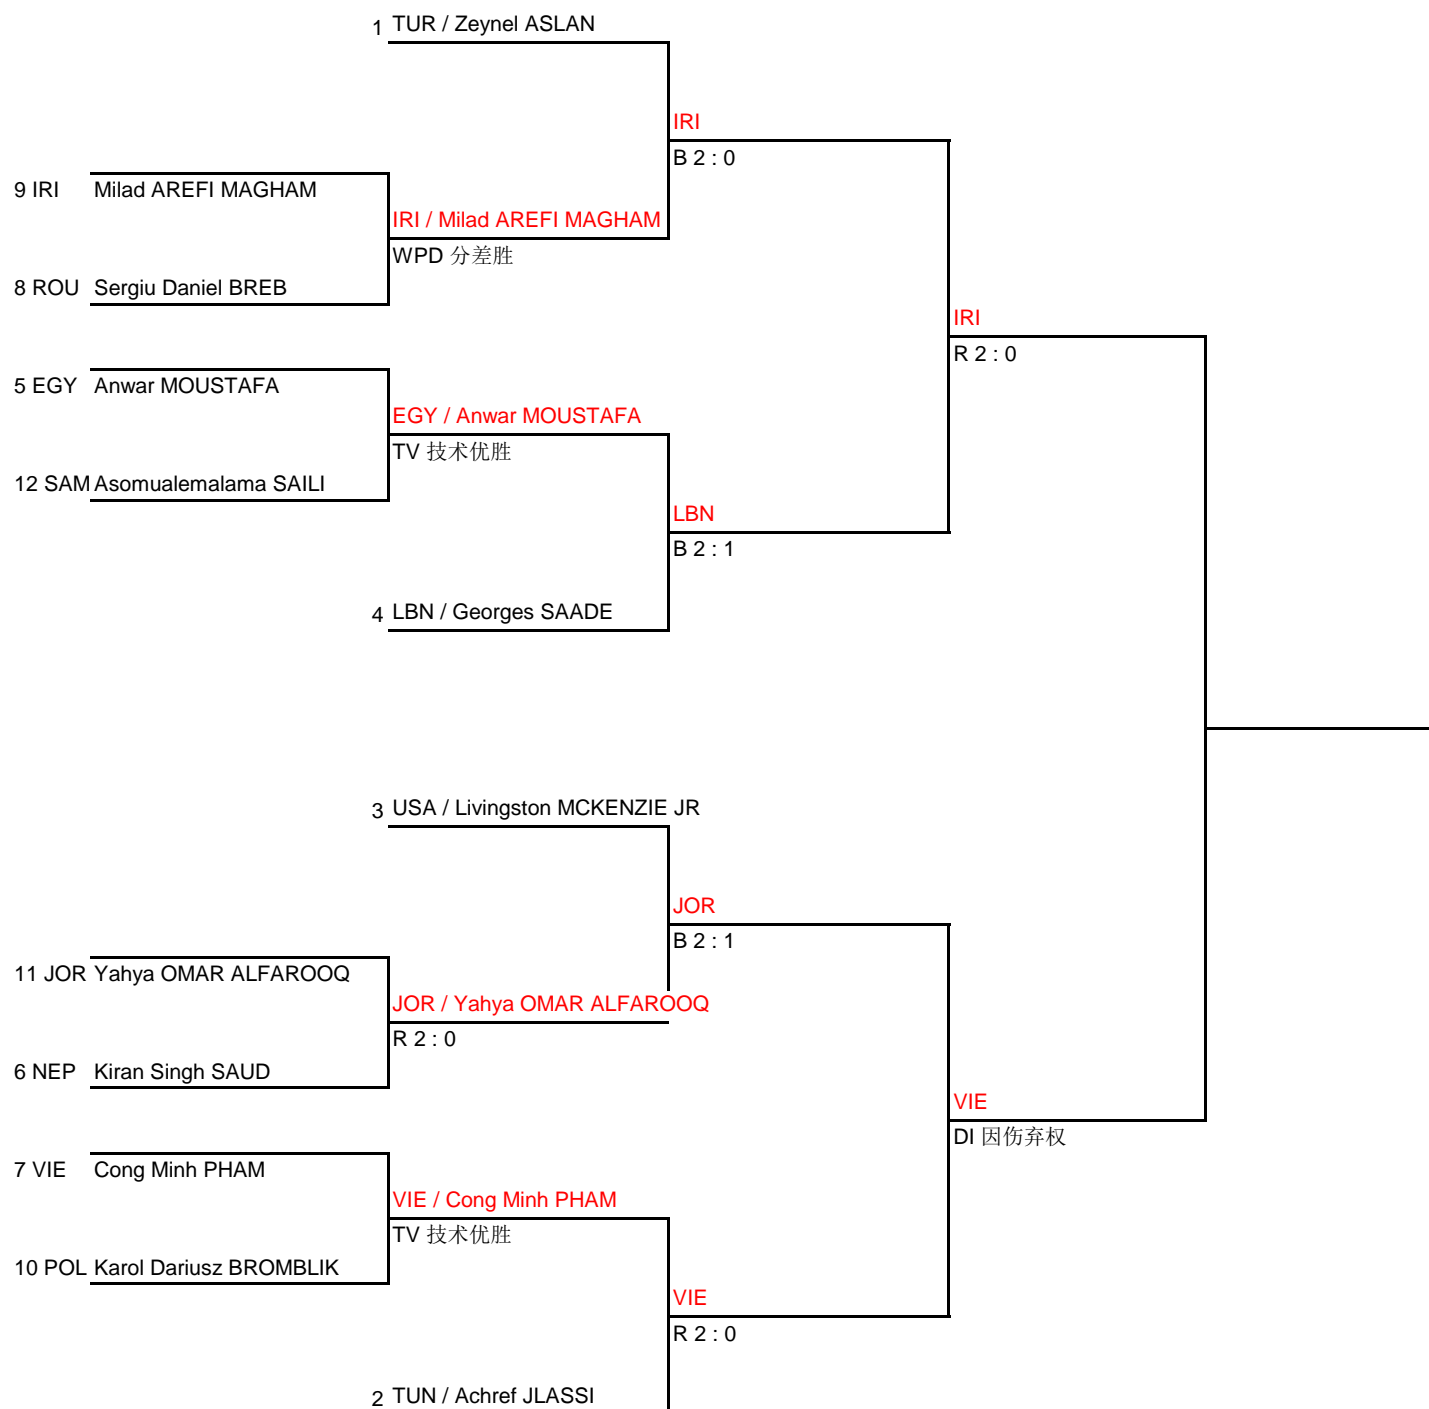 1 TUR / Zeynel ASLAN
IRI
B 2 : 0
9 IRI Milad AREFI MAGHAM
IRI / Milad AREFI MAGHAM
WPD 分差胜
8 ROU Sergiu Daniel BREB
IRI
R 2 : 0
5 EGY Anwar MOUSTAFA
EGY / Anwar MOUSTAFA
TV 技术优胜
12 SAM Asomualemalama SAILI
LBN
B 2 : 1
4 LBN / Georges SAADE
3 USA / Livingston MCKENZIE JR
JOR
B 2 : 1
11 JOR Yahya OMAR ALFAROOQ
JOR / Yahya OMAR ALFAROOQ
R 2 : 0
6 NEP Kiran Singh SAUD
VIE
DI 因伤弃权
7 VIE Cong Minh PHAM
VIE / Cong Minh PHAM
TV 技术优胜
10 POL Karol Dariusz BROMBLIK
VIE
R 2 : 0
2 TUN / Achref JLASSI